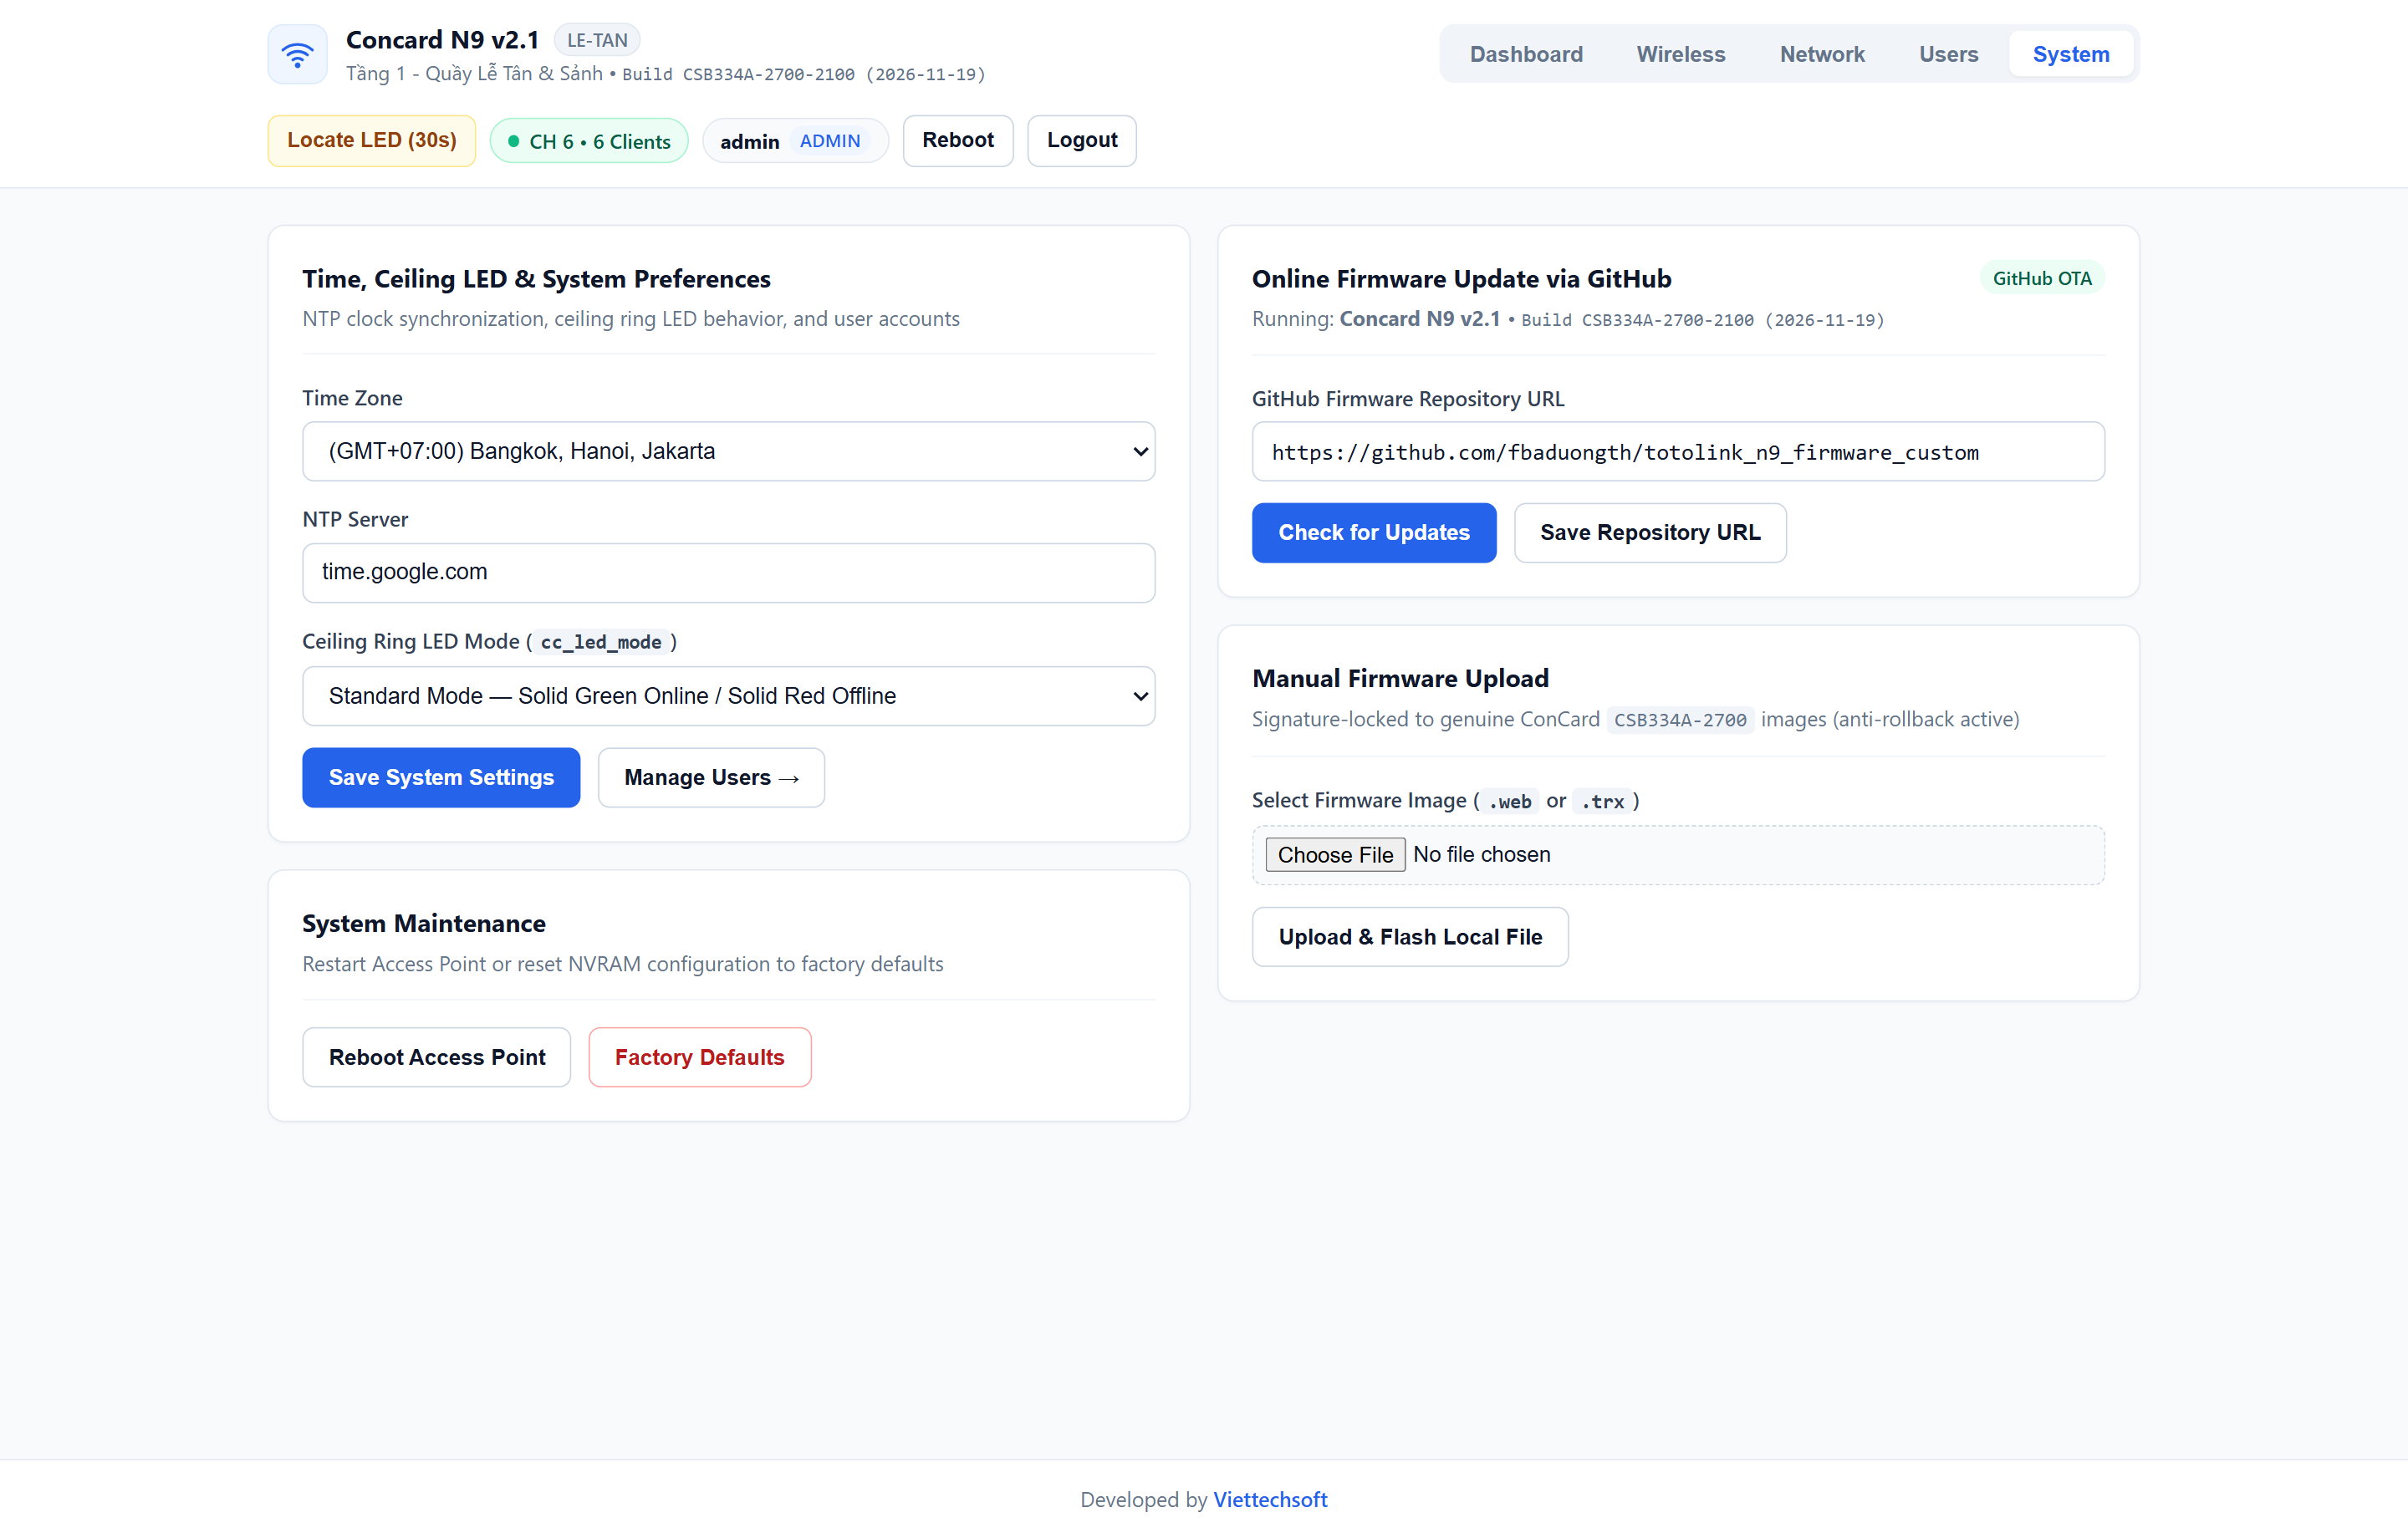 Concard N9 v2.1 LE-TAN
Tầng 1 - Quầy Lễ Tân & Sảnh • Build CSB334A-2700-2100 (2026-11-19)
Dashboard Wireless Network Users System
Locate LED (30s) CH 6 • 6 Clients admin ADMIN Reboot Logout
Time, Ceiling LED & System Preferences
NTP clock synchronization, ceiling ring LED behavior, and user accounts
Time Zone
(GMT+07:00) Bangkok, Hanoi, Jakarta
NTP Server
time.google.com
Ceiling Ring LED Mode ( cc_led_mode )
Standard Mode — Solid Green Online / Solid Red Offline
Save System Settings Manage Users →
System Maintenance
Restart Access Point or reset NVRAM configuration to factory defaults
Reboot Access Point Factory Defaults
Online Firmware Update via GitHub GitHub OTA
Running: Concard N9 v2.1 • Build CSB334A-2700-2100 (2026-11-19)
GitHub Firmware Repository URL
https://github.com/fbaduongth/totolink_n9_firmware_custom
Check for Updates Save Repository URL
Manual Firmware Upload
Signature-locked to genuine ConCard CSB334A-2700 images (anti-rollback active)
Select Firmware Image ( .web or .trx )
Choose File No file chosen
Upload & Flash Local File
Developed by Viettechsoft